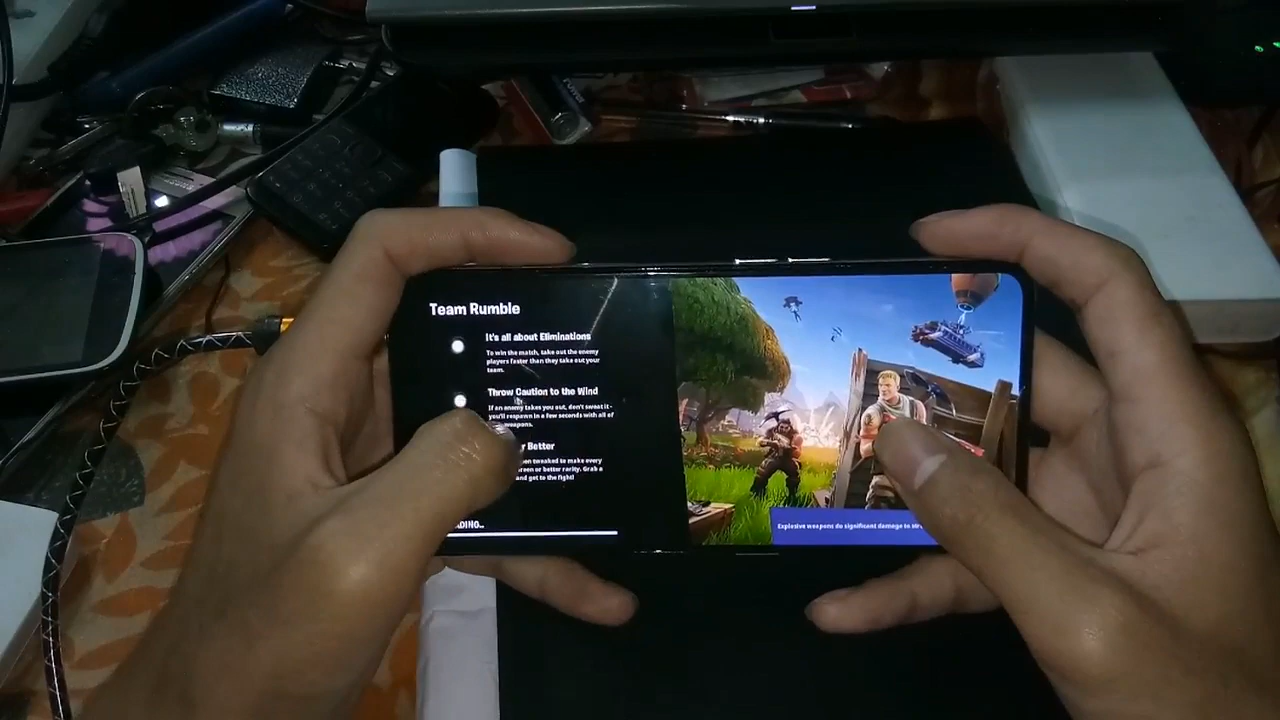 Team Rumble
It's all about Eliminations
To win the match, take out the enemy
players faster than they take out your
team.
Throw Caution to the Wind
If an enemy takes you out, don't sweat it -
you'll respawn in a few seconds with all of
weapons.
Better
tweaked to make every
or better rarity. Grab a
and get to the fight!
Explosive weapons do significant damage to